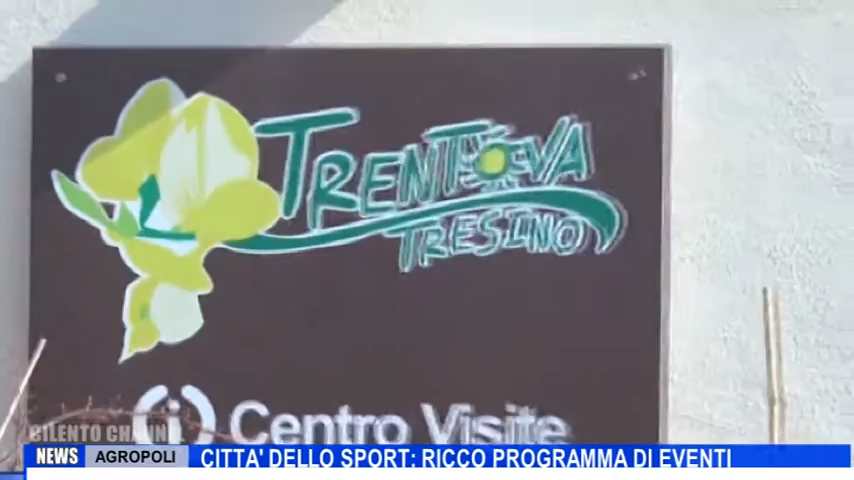 TRENTOVA
TRESINO
i Centro Visite
CILENTO CHANNEL
NEWS AGROPOLI CITTA' DELLO SPORT: RICCO PROGRAMMA DI EVENTI